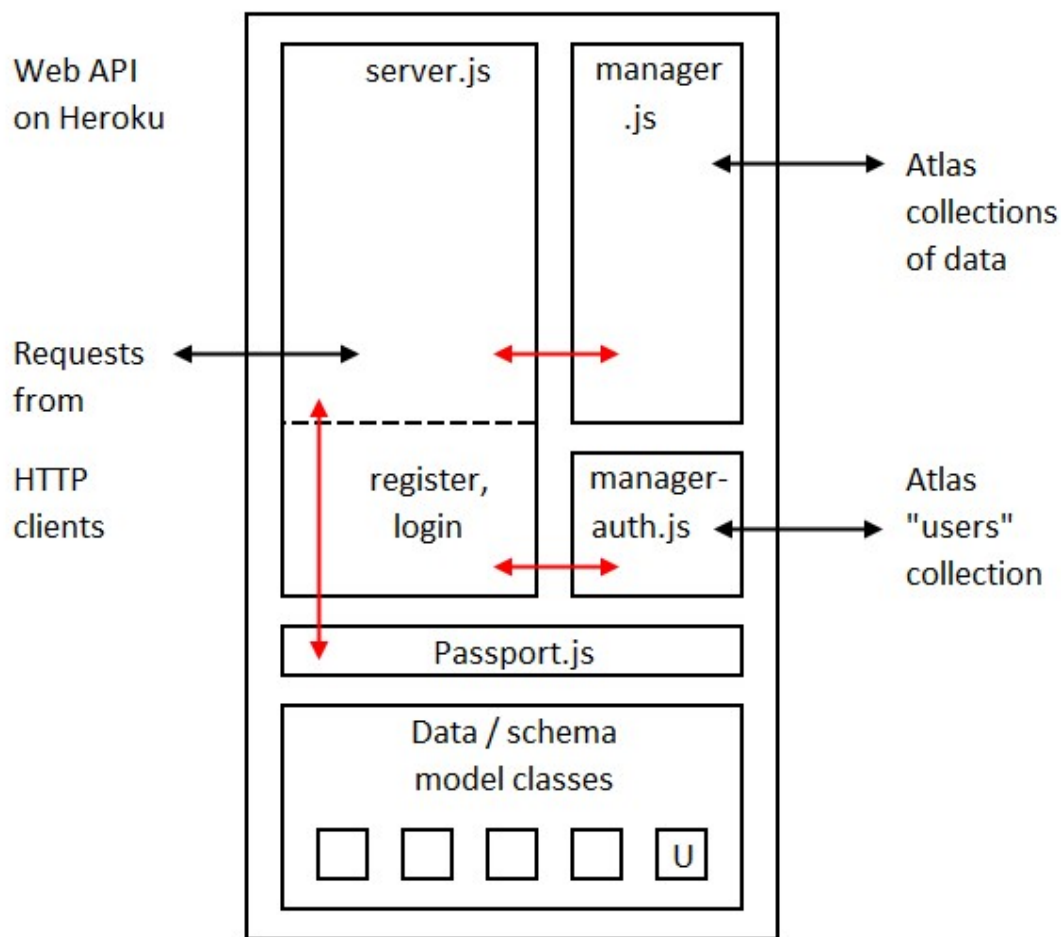 Web API
on Heroku
server.js
manager
.js
Atlas
collections
of data
Requests
from
HTTP
clients
register,
login
manager-
auth.js
Atlas
"users"
collection
Passport.js
Data / schema
model classes
U